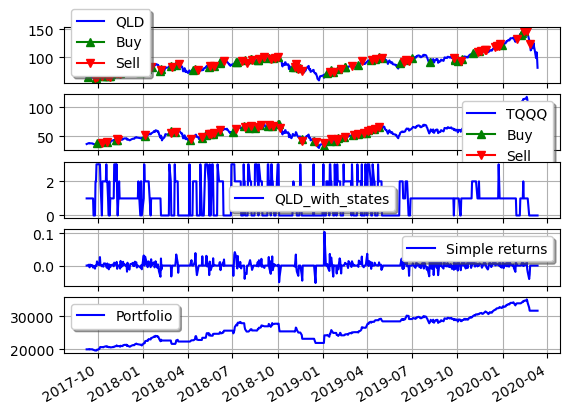 150
100
QLD
Buy
Sell
100
50
TQQQ
Buy
Sell
2
0
QLD_with_states
0.1
0.0
Simple returns
30000
20000
Portfolio
2017-10 2018-01 2018-04 2018-07 2018-10 2019-01 2019-04 2019-07 2019-10 2020-01 2020-04